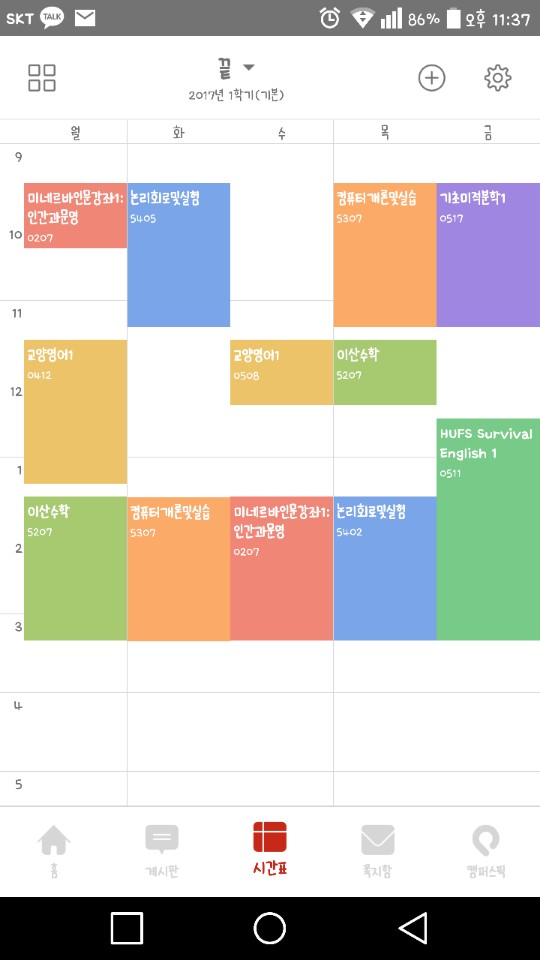 SKT TALK 86% 오후 11:37
끝
2017년 1학기(기본)
월 화 수 목 금
9
미네르바인문강좌1:
인간과문명
0207
논리회로및실험
5405
컴퓨터개론및실습
5307
기초미적분학1
0517
10
11
교양영어1
0412
교양영어1
0508
이산수학
5207
12
HUFS Survival
English 1
0511
1
이산수학
5207
컴퓨터개론및실습
5307
미네르바인문강좌1:
인간과문명
0207
논리회로및실험
5402
2
3
4
5
홈 게시판 시간표 쪽지함 캠퍼스픽